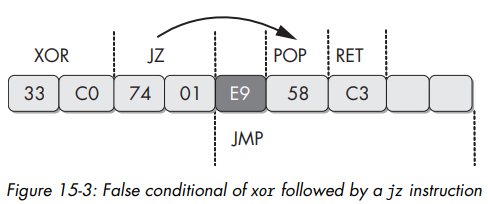 XOR JZ POP RET
33 C0 74 01 E9 58 C3
JMP
Figure 15-3: False conditional of xor followed by a jz instruction